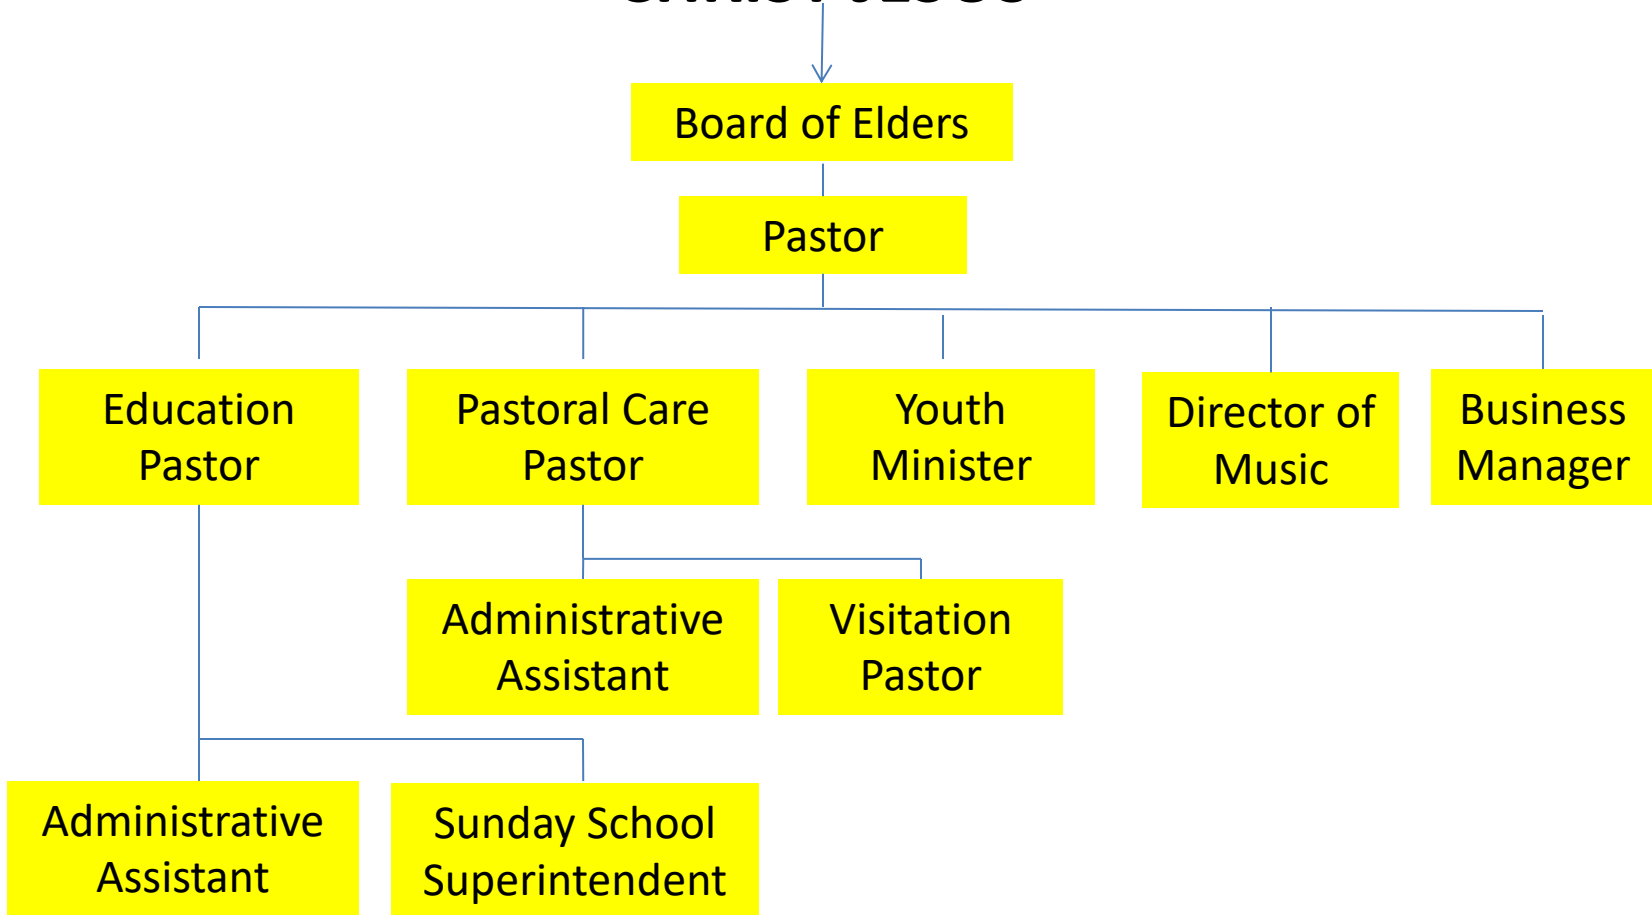 Board of Elders
Pastor
Education
Pastor
Pastoral Care
Pastor
Youth
Minister
Director of
Music
Business
Manager
Administrative
Assistant
Visitation
Pastor
Administrative
Assistant
Sunday School
Superintendent